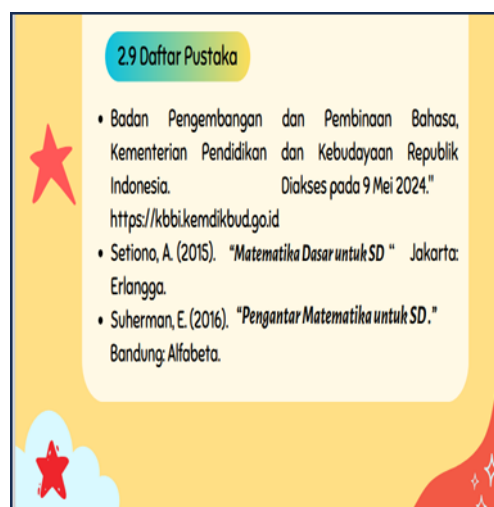 2.9 Daftar Pustaka
• Badan Pengembangan dan Pembinaan Bahasa,
Kementerian Pendidikan dan Kebudayaan Republik
Indonesia. Diakses pada 9 Mei 2024."
https://kbbi.kemdikbud.go.id
• Setiono, A. (2015). "Matematika Dasar untuk SD " Jakarta:
Erlangga.
• Suherman, E. (2016). "Pengantar Matematika untuk SD."
Bandung: Alfabeta.